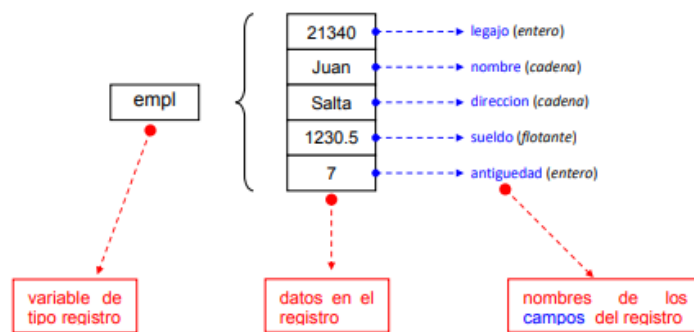 21340
legajo (entero)
Juan
nombre (cadena)
empl
Salta
direccion (cadena)
1230.5
sueldo (flotante)
7
antiguedad (entero)
variable de
tipo registro
datos en el
registro
nombres de los
campos del registro